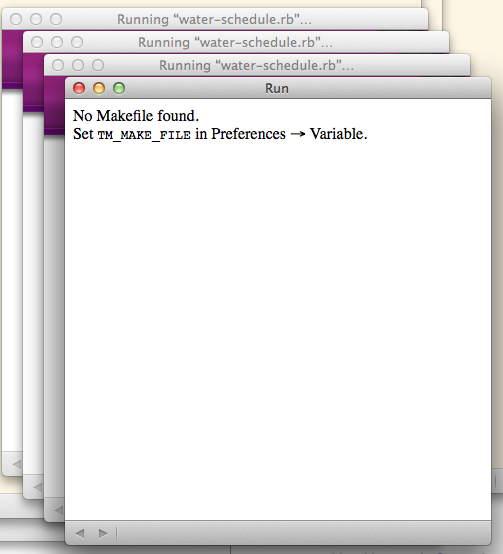 Running “water-schedule.rb”…
Running “water-schedule.rb”…
Running “water-schedule.rb”…
Run
No Makefile found.
Set TM_MAKE_FILE in Preferences → Variable.